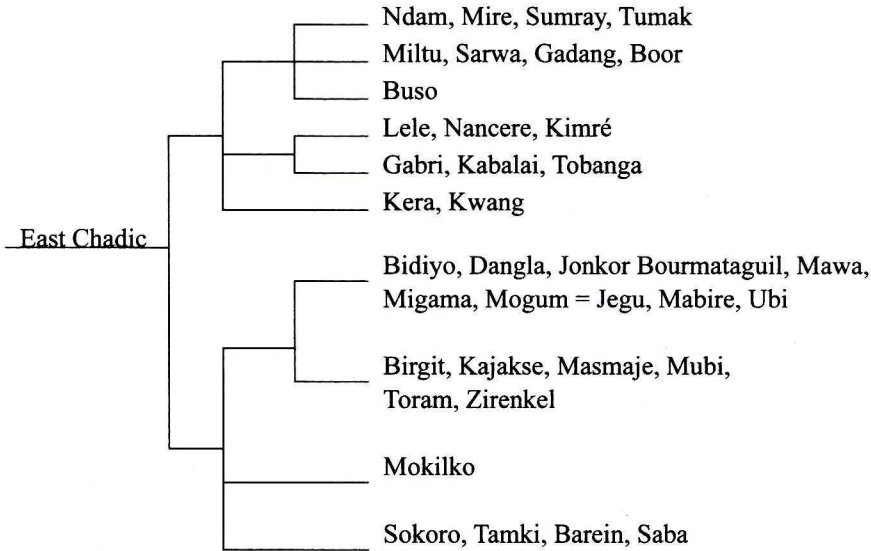 Ndam, Mire, Sumray, Tumak
Miltu, Sarwa, Gadang, Boor
Buso
Lele, Nancere, Kimré
Gabri, Kabalai, Tobanga
Kera, Kwang
East Chadic
Bidiyo, Dangla, Jonkor Bourmataguil, Mawa,
Migama, Mogum = Jegu, Mabire, Ubi
Birgit, Kajakse, Masmaje, Mubi,
Toram, Zirenkel
Mokilko
Sokoro, Tamki, Barein, Saba